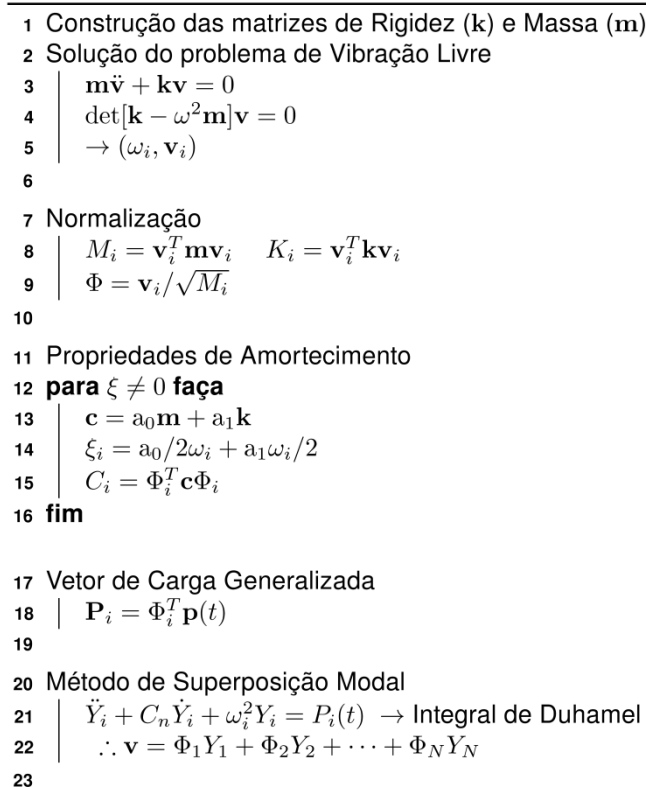 1 Construção das matrizes de Rigidez (k) e Massa (m)
2 Solução do problema de Vibração Livre
3 mv̈ + kv = 0
4 det[k − ω²m]v = 0
5 → (ωᵢ, vᵢ)
6
7 Normalização
8 Mᵢ = vᵢᵀmvᵢ Kᵢ = vᵢᵀkvᵢ
9 Φ = vᵢ/√Mᵢ
10
11 Propriedades de Amortecimento
12 para ξ ≠ 0 faça
13 c = a₀m + a₁k
14 ξᵢ = a₀/2ωᵢ + a₁ωᵢ/2
15 Cᵢ = Φᵢᵀ cΦᵢ
16 fim
17 Vetor de Carga Generalizada
18 Pᵢ = Φᵢᵀ p(t)
19
20 Método de Superposição Modal
21 Ÿᵢ + CₙẎᵢ + ωᵢ²Yᵢ = Pᵢ(t) → Integral de Duhamel
22 ∴ v = Φ₁Y₁ + Φ₂Y₂ + ··· + Φ_N Y_N
23